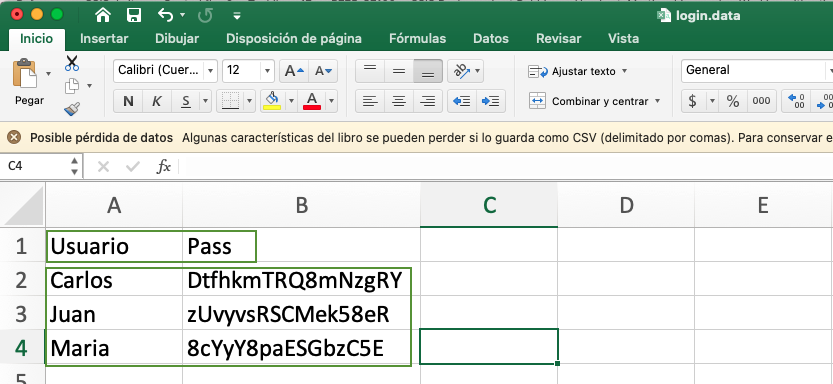 login.data
Inicio Insertar Dibujar Disposición de página Fórmulas Datos Revisar Vista
Pegar
Calibri (Cuer... 12 A A
Ajustar texto
General
N K S A
Combinar y centrar
$ % 000
Posible pérdida de datos Algunas características del libro se pueden perder si lo guarda como CSV (delimitado por comas). Para conservar e
C4 fx
A B C D E
1 Usuario Pass
2 Carlos DtfhkmTRQ8mNzgRY
3 Juan zUvyvsRSCMek58eR
4 Maria 8cYyY8paESGbzC5E
5